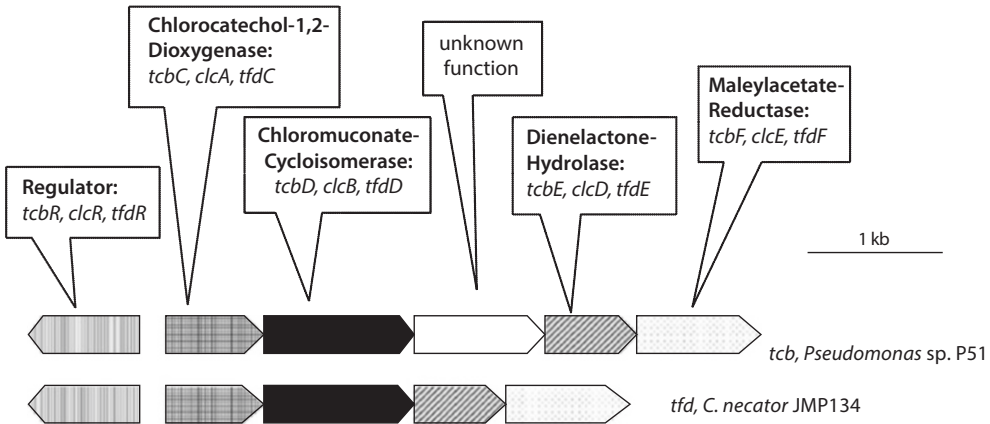 Chlorocatechol-1,2-
Dioxygenase:
tcbC, clcA, tfdC
unknown
function
Maleylacetate-
Reductase:
tcbF, clcE, tfdF
Chloromuconate-
Cycloisomerase:
tcbD, clcB, tfdD
Dienelactone-
Hydrolase:
tcbE, clcD, tfdE
Regulator:
tcbR, clcR, tfdR
1 kb
tcb, Pseudomonas sp. P51
tfd, C. necator JMP134